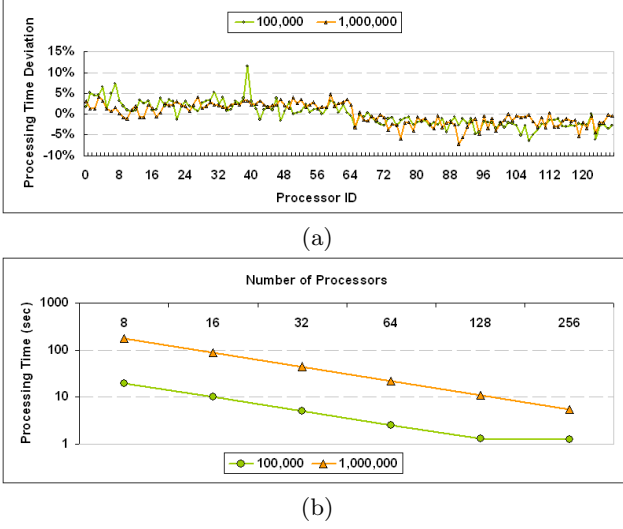 100,000 1,000,000
Processing Time Deviation
15%
10%
5%
0%
-5%
-10%
0 8 16 24 32 40 48 56 64 72 80 88 96 104 112 120
Processor ID
(a)
Number of Processors
Processing Time (sec)
1000
8 16 32 64 128 256
100
10
1
100,000 1,000,000
(b)